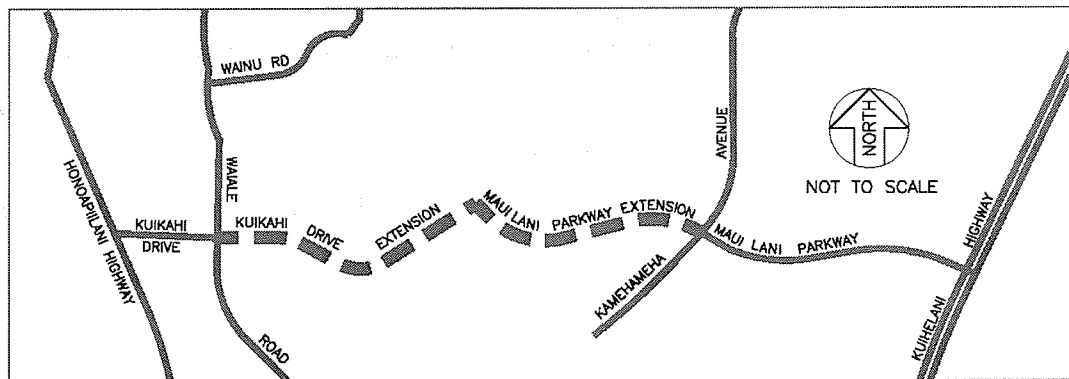 WAINU RD
HONOAPIILANI HIGHWAY
WAIALE
ROAD
KUIKAHI
DRIVE
KUIKAHI DRIVE EXTENSION
MAUI LANI PARKWAY EXTENSION
KAMEHAMEHA
AVENUE
MAUI LANI PARKWAY
KUIHELANI
HIGHWAY
NORTH
NOT TO SCALE